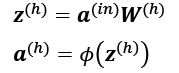 z⁽ʰ⁾ = a⁽ⁱⁿ⁾W⁽ʰ⁾
a⁽ʰ⁾ = ϕ(z⁽ʰ⁾)